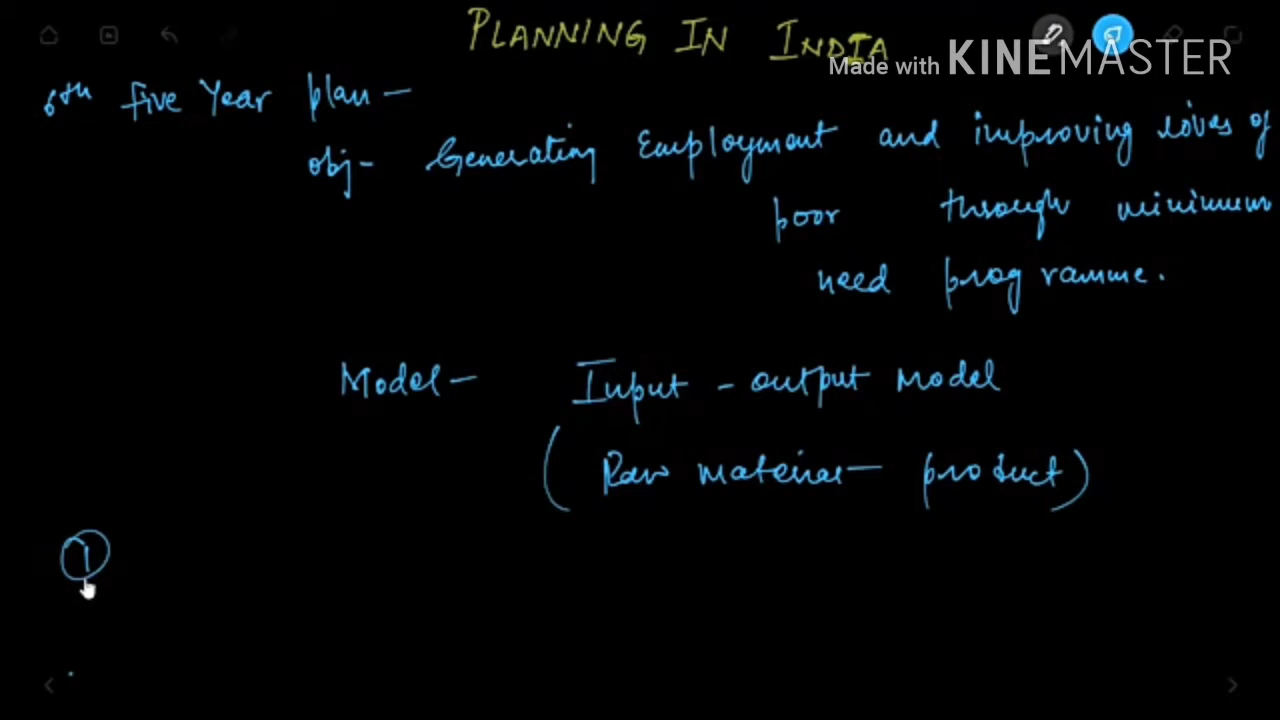 PLANNING IN INDIA
Made with KINEMASTER
6th five Year plan -
obj- Generating Employment and improving lives of
poor through minimum
need programme.
Model - Input - output model
(Raw material - product)
1